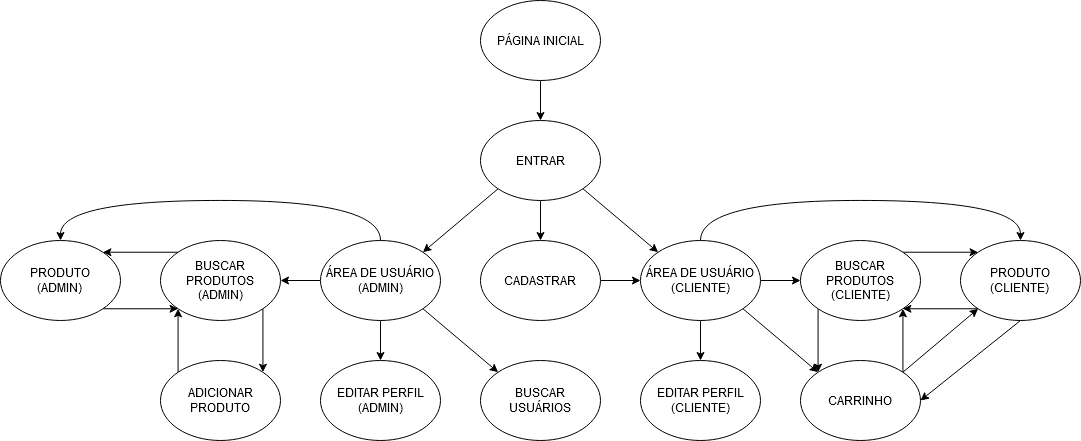 PÁGINA INICIAL
ENTRAR
PRODUTO
(ADMIN)
BUSCAR
PRODUTOS
(ADMIN)
ÁREA DE USUÁRIO
(ADMIN)
CADASTRAR
ÁREA DE USUÁRIO
(CLIENTE)
BUSCAR
PRODUTOS
(CLIENTE)
PRODUTO
(CLIENTE)
ADICIONAR
PRODUTO
EDITAR PERFIL
(ADMIN)
BUSCAR
USUÁRIOS
EDITAR PERFIL
(CLIENTE)
CARRINHO